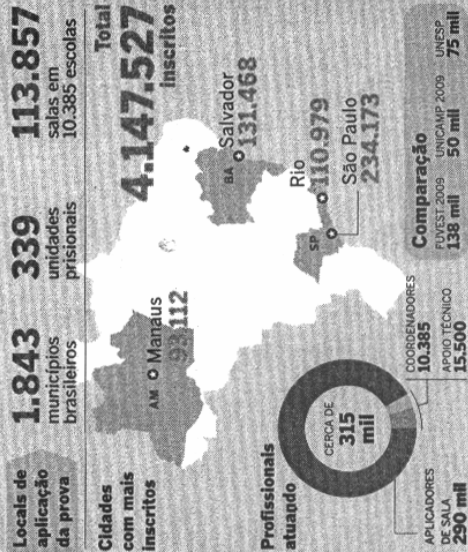 Locais de
aplicação
da prova
1.843
municípios
brasileiros
339
unidades
prisionais
113.857
salas em
10.385 escolas
Cidades
com mais
inscritos
Total
4.147.527
inscritos
AM
Manaus
93.112
BA
Salvador
131.468
Rio
110.979
SP
São Paulo
234.173
Profissionais
atuando
CERCA DE
315
mil
APLICADORES
DE SALA
290 mil
COORDENADORES
10.385
APOIO TÉCNICO
15.500
Comparação
FUVEST 2009
138 mil
UNICAMP 2009
50 mil
UNESP
75 mil